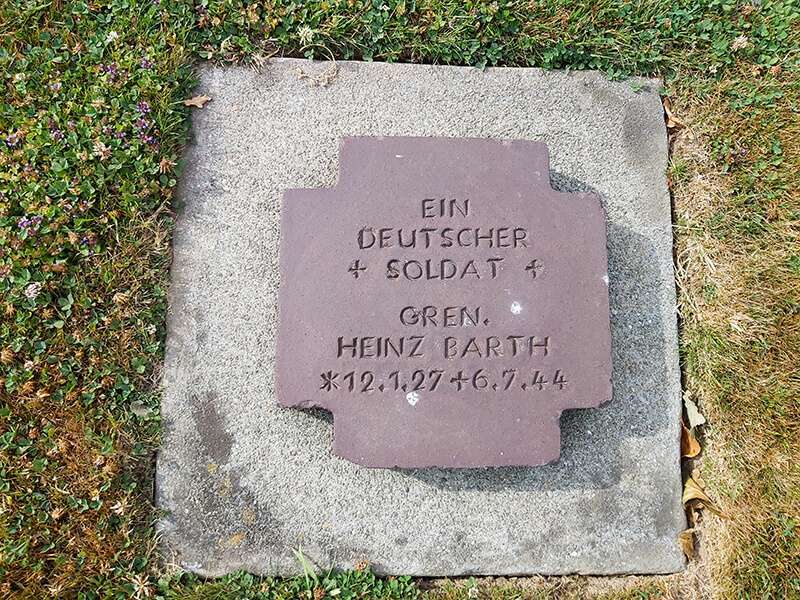 EIN
DEUTSCHER
+ SOLDAT +
GREN.
HEINZ BARTH
*12.1.27+6.7.44